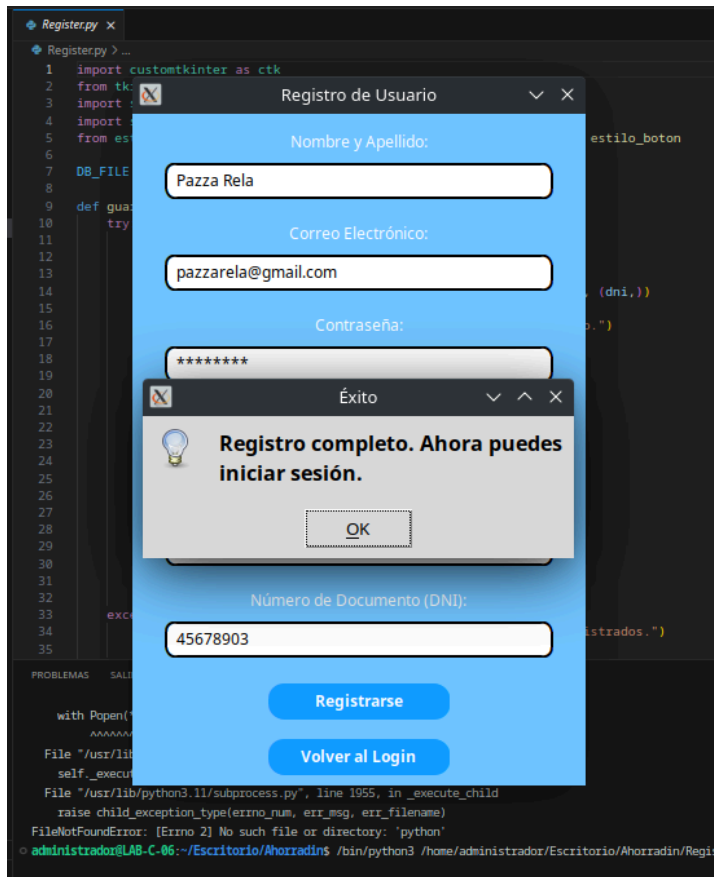 Register.py ×
Register.py > ...
1 import customtkinter as ctk
2 from
3 import
4 import
5 from estilo_boton
6
7 DB_FILE
8
9 def
10 try
11
12
13
14 , (dni,))
15
16 .")
17
18
19
20
21
22
23
24
25
26
27
28
29
30
31
32
33
34 .")
35
Registro de Usuario
Nombre y Apellido:
Pazza Rela
Correo Electrónico:
pazzarela@gmail.com
Contraseña:
********
Éxito
Registro completo. Ahora puedes
iniciar sesión.
OK
Número de Documento (DNI):
45678903
Registrarse
Volver al Login
PROBLEMAS
with Popen(
^^^^^^
File "/usr/lib
self._execut
File "/usr/lib/python3.11/subprocess.py", line 1955, in _execute_child
raise child_exception_type(errno_num, err_msg, err_filename)
FileNotFoundError: [Errno 2] No such file or directory: 'python'
administrador@LAB-C-06:~/Escritorio/Ahorradin$ /bin/python3 /home/administrador/Escritorio/Ahorradin/Regis